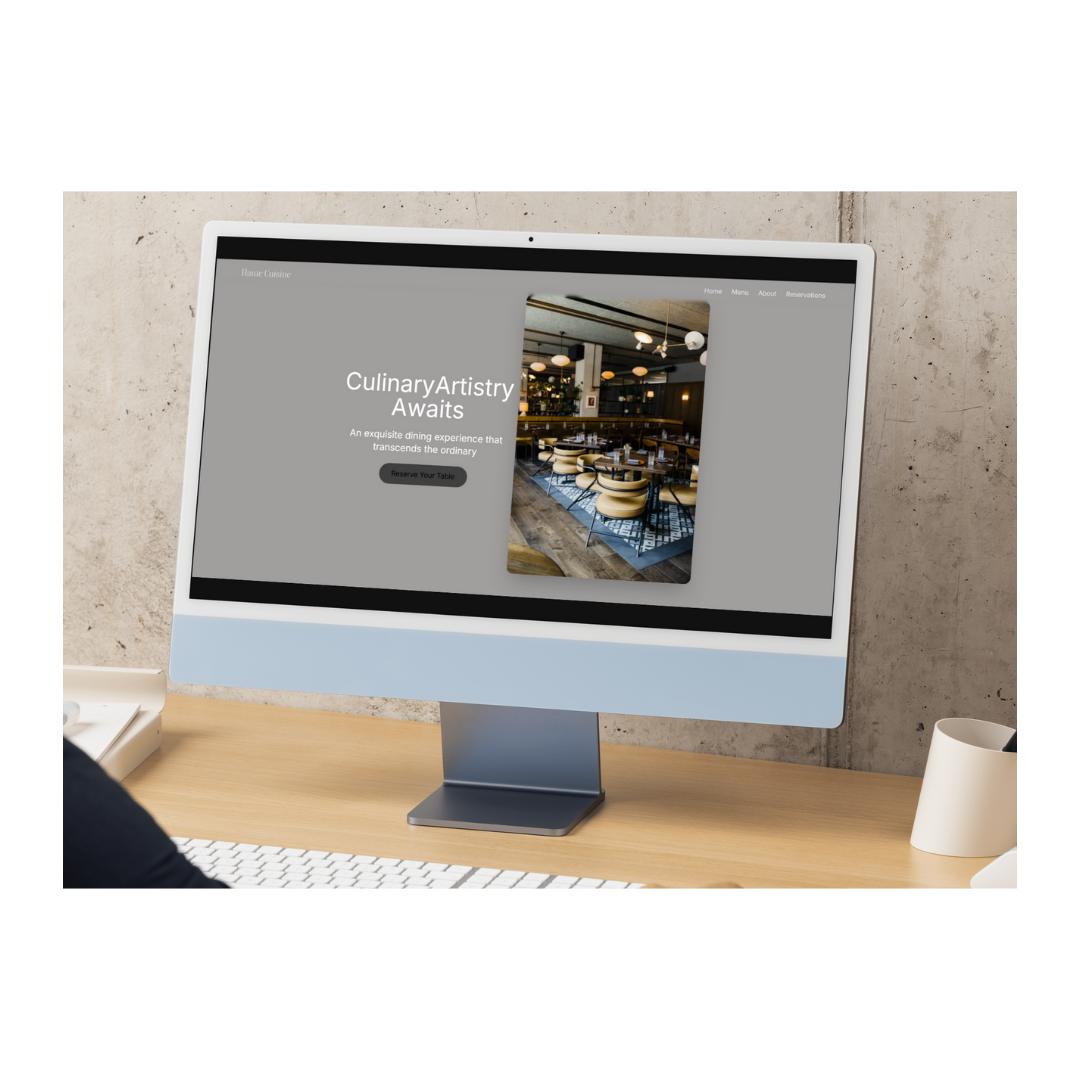 Haute Cuisine
Home Menu About Reservations
CulinaryArtistry
Awaits
An exquisite dining experience that
transcends the ordinary
Reserve Your Table